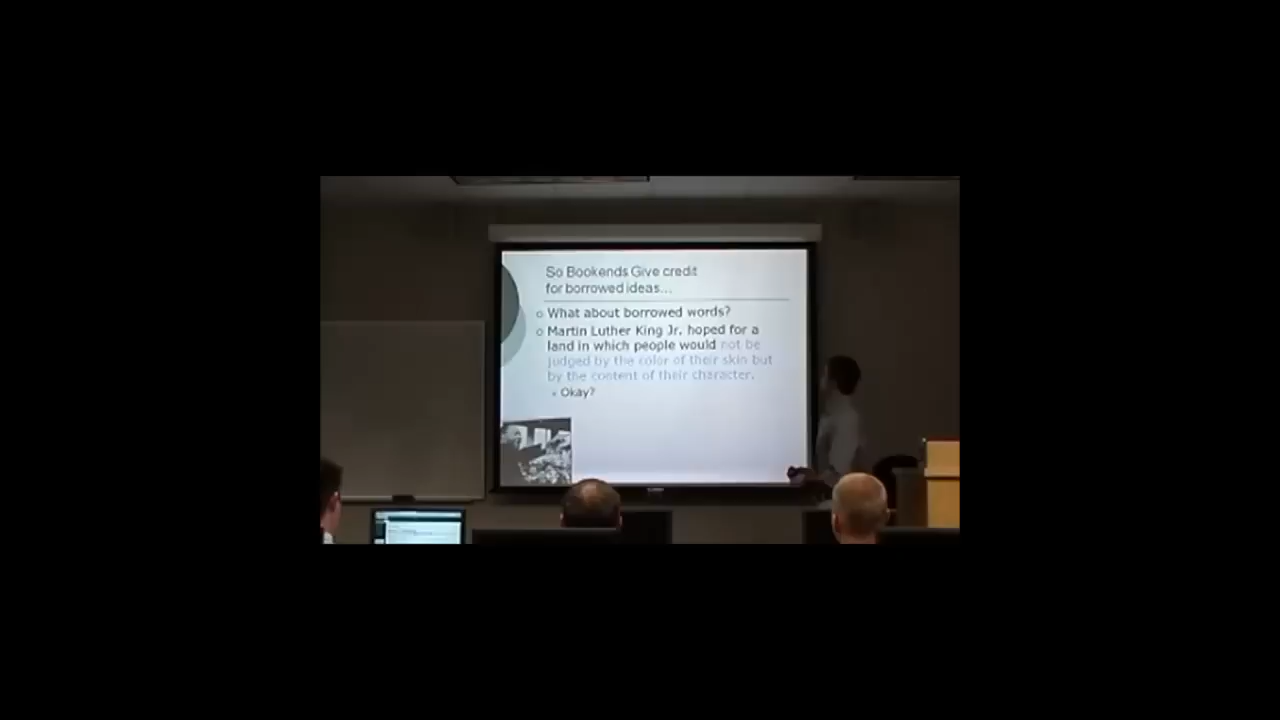 So Bookends Give credit
for borrowed ideas...
What about borrowed words?
Martin Luther King Jr. hoped for a
land in which people would not be
judged by the color of their skin but
by the content of their character.
Okay?